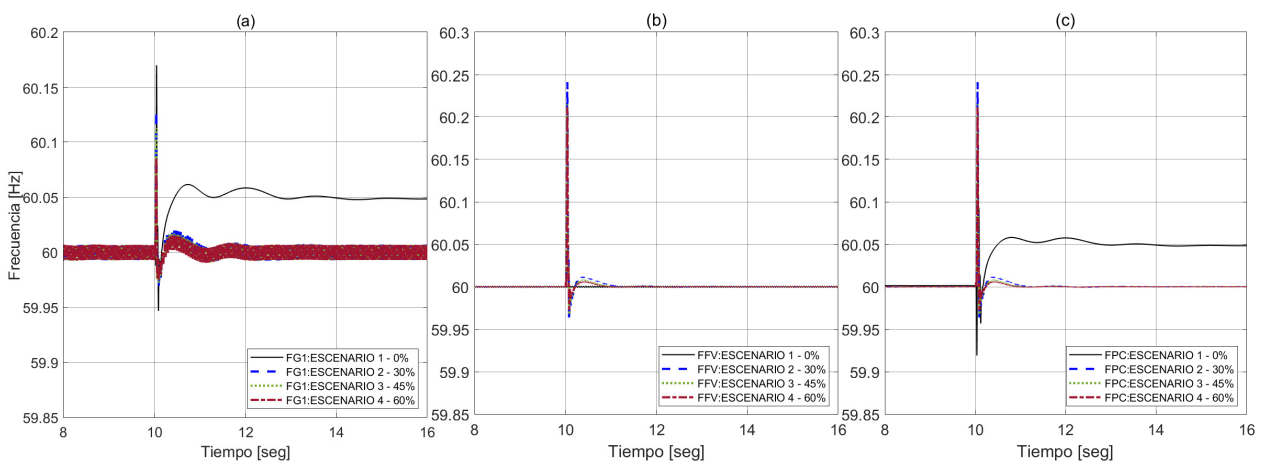 (a)
60.2
60.15
60.1
60.05
60
59.95
59.9
59.85
Frecuencia [Hz]
8
10
12
14
16
Tiempo [seg]
FG1:ESCENARIO 1 - 0%
FG1:ESCENARIO 2 - 30%
FG1:ESCENARIO 3 - 45%
FG1:ESCENARIO 4 - 60%
(b)
60.3
60.25
60.2
60.15
60.1
60.05
60
59.95
59.9
59.85
8
10
12
14
16
Tiempo [seg]
FFV:ESCENARIO 1 - 0%
FFV:ESCENARIO 2 - 30%
FFV:ESCENARIO 3 - 45%
FFV:ESCENARIO 4 - 60%
(c)
60.3
60.25
60.2
60.15
60.1
60.05
60
59.95
59.9
59.85
8
10
12
14
16
Tiempo [seg]
FPC:ESCENARIO 1 - 0%
FPC:ESCENARIO 2 - 30%
FPC:ESCENARIO 3 - 45%
FPC:ESCENARIO 4 - 60%